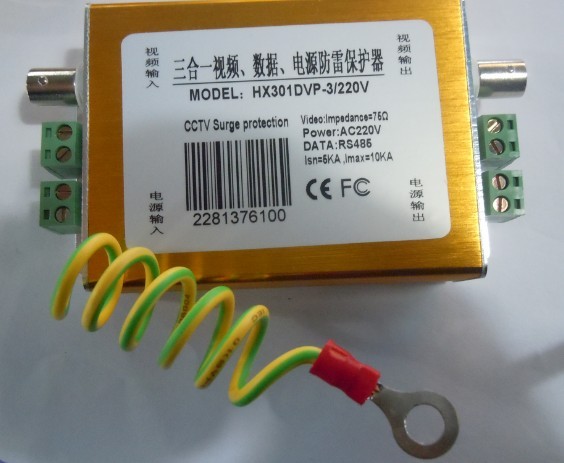 视频输入
三合一视频、数据、电源防雷保护器
视频输出
MODEL: HX301DVP-3/220V
CCTV Surge protection
Video:Impedance=75Ω
Power:AC220V
DATA:RS485
Isn=5KA,Imax=10KA
2281376100
CE FC
电源输入
电源输出